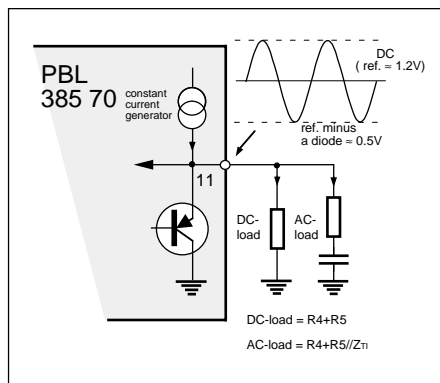 PBL
385 70
constant
current
generator
DC
( ref. ≈ 1.2V)
ref. minus
a diode ≈ 0.5V
11
DC-
load
AC-
load
DC-load = R4+R5
AC-load = R4+R5//ZTI